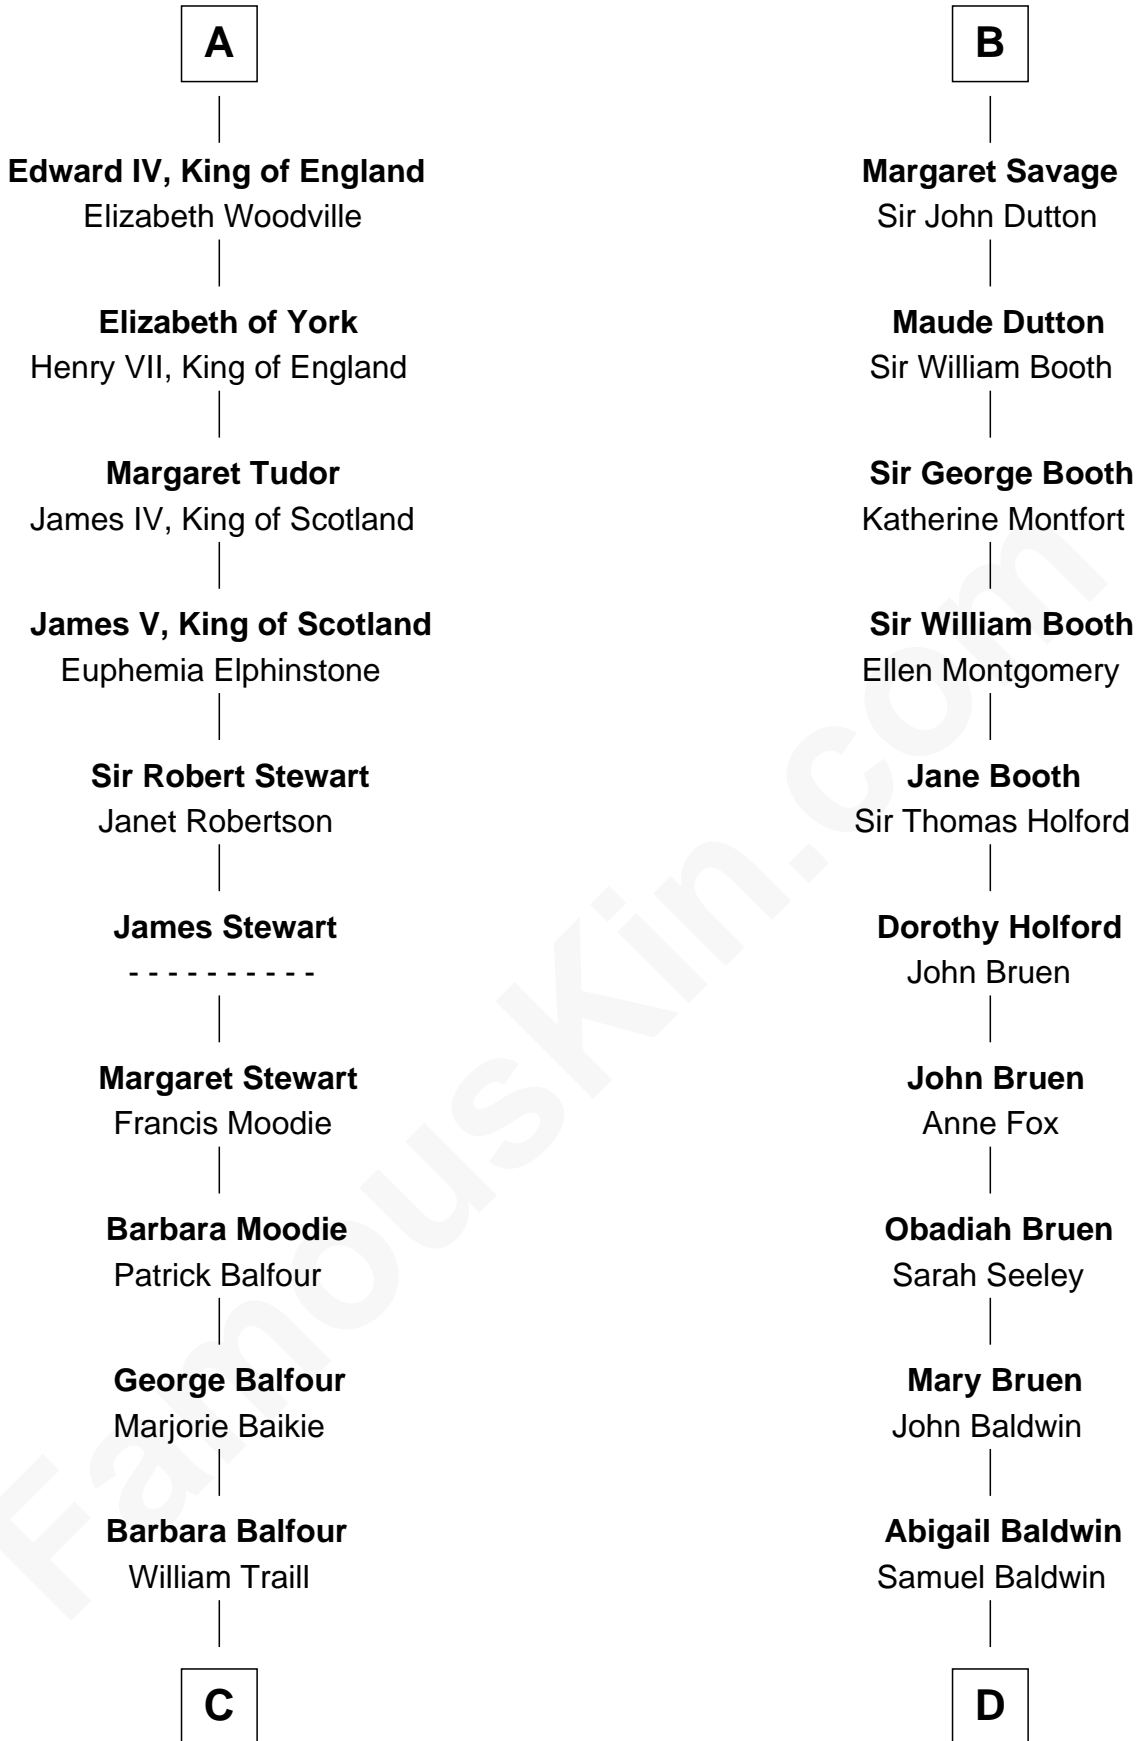 A
Edward IV, King of England
Elizabeth Woodville
Elizabeth of York
Henry VII, King of England
Margaret Tudor
James IV, King of Scotland
James V, King of Scotland
Euphemia Elphinstone
Sir Robert Stewart
Janet Robertson
James Stewart
- - - - - - - - - -
Margaret Stewart
Francis Moodie
Barbara Moodie
Patrick Balfour
George Balfour
Marjorie Baikie
Barbara Balfour
William Traill
C
B
Margaret Savage
Sir John Dutton
Maude Dutton
Sir William Booth
Sir George Booth
Katherine Montfort
Sir William Booth
Ellen Montgomery
Jane Booth
Sir Thomas Holford
Dorothy Holford
John Bruen
John Bruen
Anne Fox
Obadiah Bruen
Sarah Seeley
Mary Bruen
John Baldwin
Abigail Baldwin
Samuel Baldwin
D
FamousKin.com